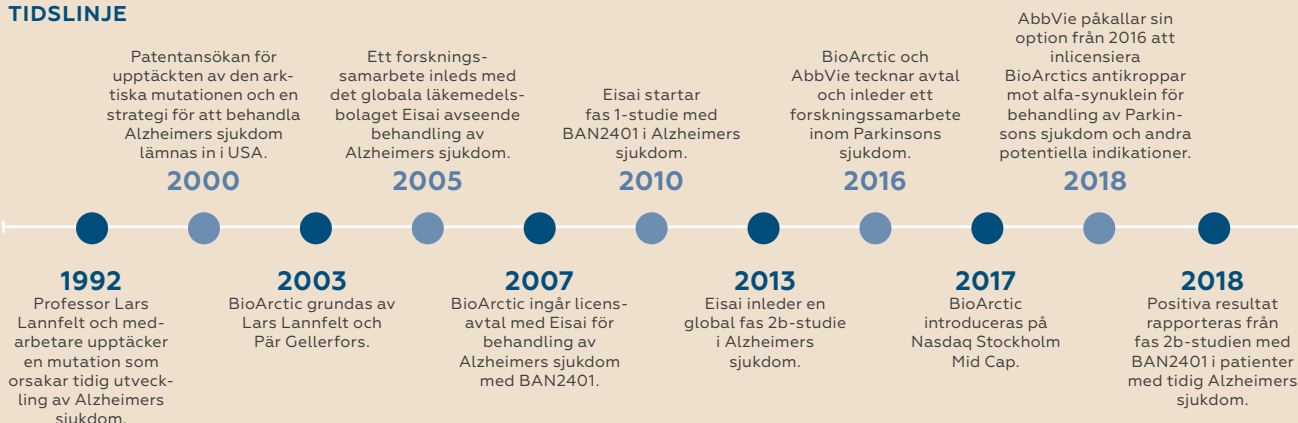 TIDSLINJE
Patentansökan för
upptäckten av den ark-
tiska mutationen och en
strategi för att behandla
Alzheimers sjukdom
lämnas in i USA.
2000
Ett forsknings-
samarbete inleds med
det globala läkemedels-
bolaget Eisai avseende
behandling av
Alzheimers sjukdom.
2005
Eisai startar
fas 1-studie med
BAN2401 i Alzheimers
sjukdom.
2010
BioArctic och
AbbVie tecknar avtal
och inleder ett
forskningssamarbete
inom Parkinsons
sjukdom.
2016
AbbVie påkallar sin
option från 2016 att
inlicensiera
BioArctics antikroppar
mot alfa-synuklein för
behandling av Parkin-
sons sjukdom och andra
potentiella indikationer.
2018
1992
Professor Lars
Lannfelt och med-
arbetare upptäcker
en mutation som
orsakar tidig utveck-
ling av Alzheimers
sjukdom.
2003
BioArctic grundas av
Lars Lannfelt och
Pär Gellerfors.
2007
BioArctic ingår licens-
avtal med Eisai för
behandling av
Alzheimers sjukdom
med BAN2401.
2013
Eisai inleder en
global fas 2b-studie
i Alzheimers
sjukdom.
2017
BioArctic
introduceras på
Nasdaq Stockholm
Mid Cap.
2018
Positiva resultat
rapporteras från
fas 2b-studien med
BAN2401 i patienter
med tidig Alzheimers
sjukdom.